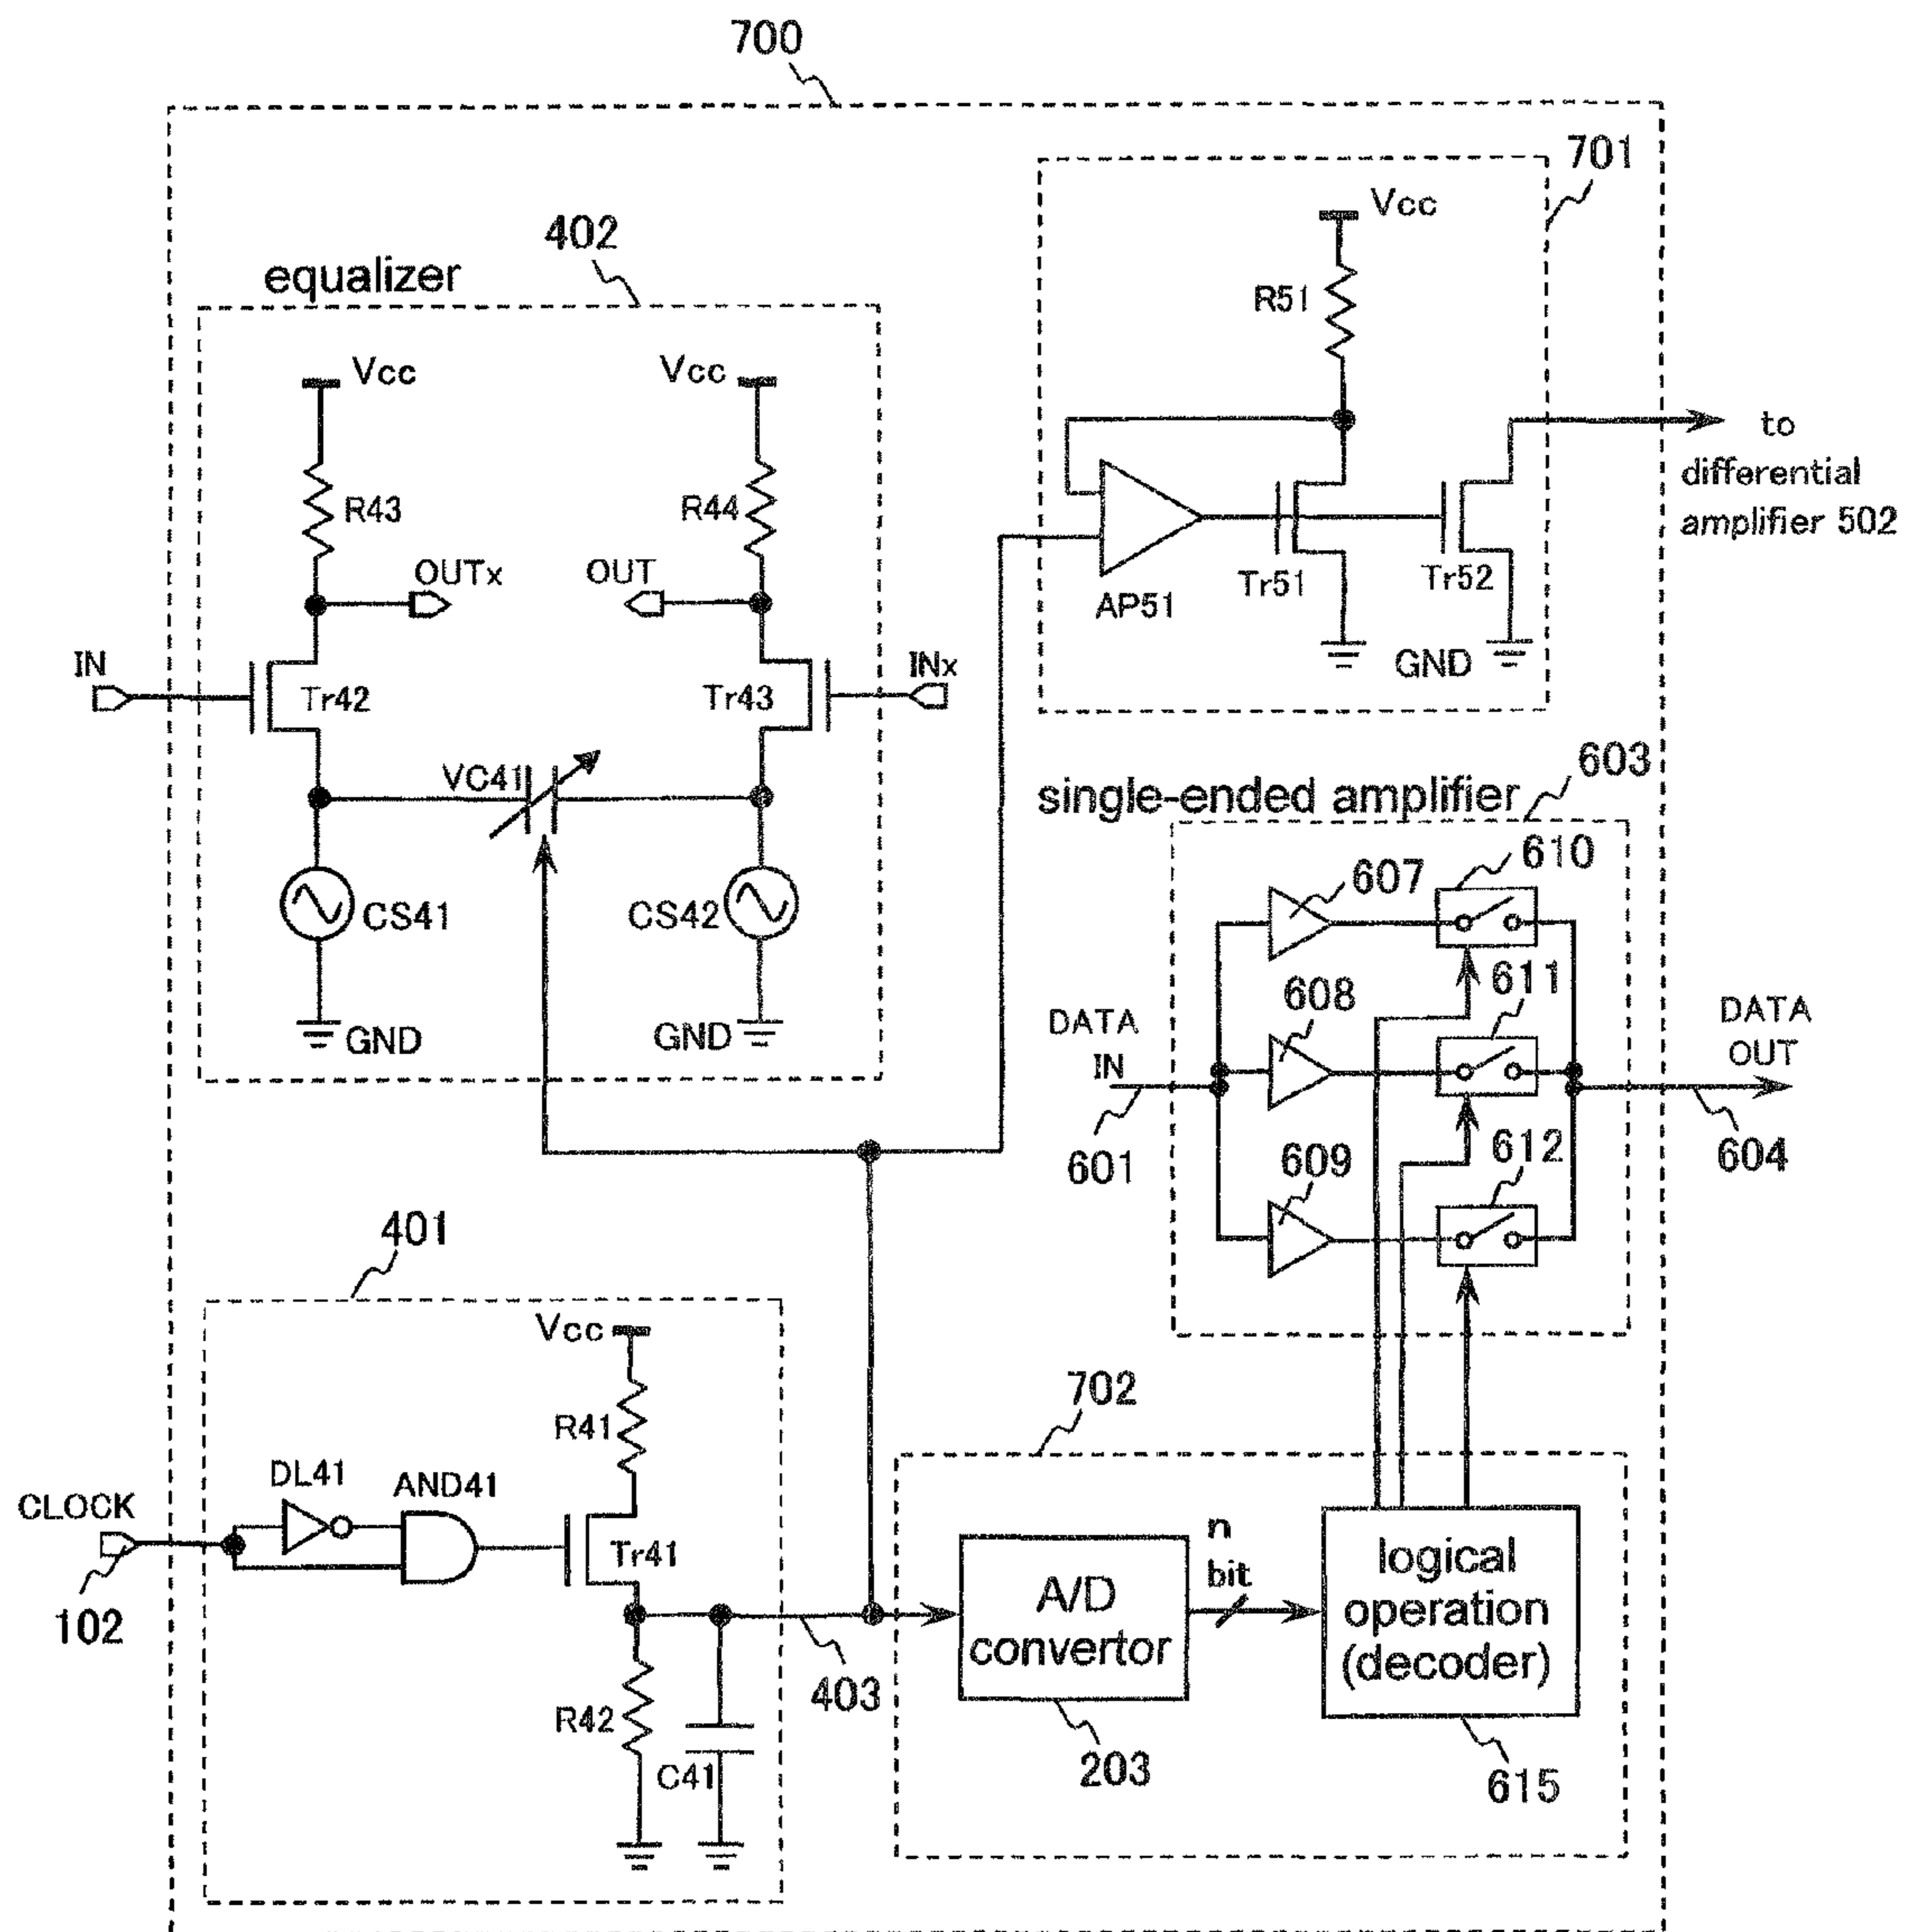 700
701
Vcc
402
equalizer
R51
Vcc
Vcc
to
differential
amplifier 502
R43
R44
OUTx
OUT
Tr51
Tr52
AP51
IN
INx
GND
Tr42
Tr43
603
VC41
single-ended amplifier
610
607
CS41
CS42
611
608
DATA
IN
DATA
OUT
GND
GND
612
609
601
604
401
Vcc
702
R41
DL41
AND41
CLOCK
n
bit
Tr41
logical
operation
(decoder)
A/D
convertor
102
403
R42
C41
203
615